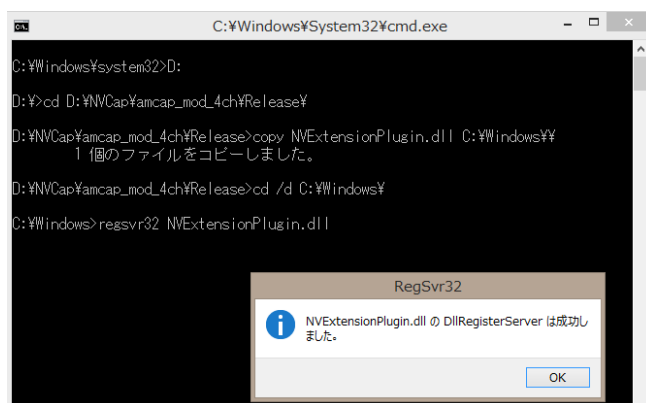 C:¥Windows¥System32¥cmd.exe
C:¥Windows¥system32>D:
D:¥>cd D:¥NVCap¥amcap_mod_4ch¥Release¥
D:¥NVCap¥amcap_mod_4ch¥Release>copy NVExtensionPlugin.dll C:¥Windows¥¥
1 個のファイルをコピーしました。
D:¥NVCap¥amcap_mod_4ch¥Release>cd /d C:¥Windows¥
C:¥Windows>regsvr32 NVExtensionPlugin.dll
RegSvr32
NVExtensionPlugin.dll の DllRegisterServer は成功し
ました。
OK